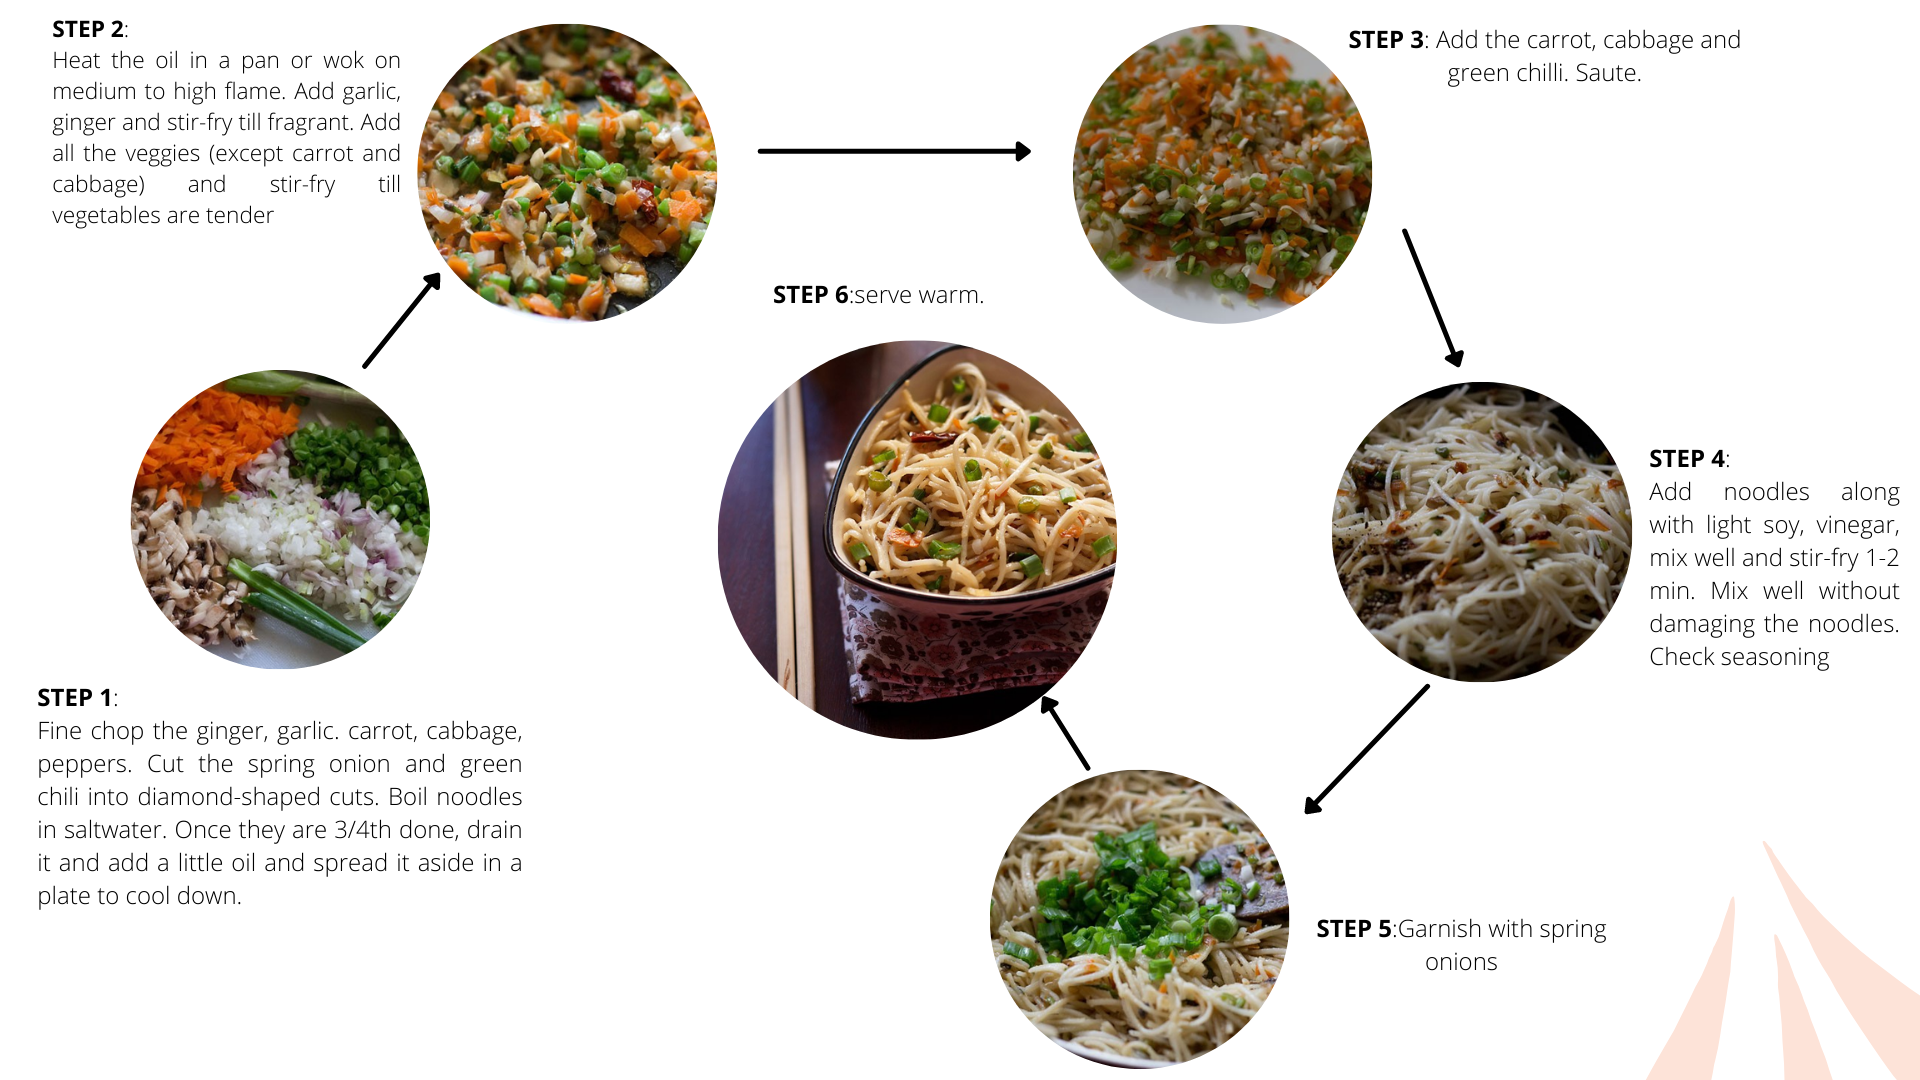 STEP 1:
Fine chop the ginger, garlic. carrot, cabbage,
peppers. Cut the spring onion and green
chili into diamond-shaped cuts. Boil noodles
in saltwater. Once they are 3/4th done, drain
it and add a little oil and spread it aside in a
plate to cool down.
STEP 2:
Heat the oil in a pan or wok on
medium to high flame. Add garlic,
ginger and stir-fry till fragrant. Add
all the veggies (except carrot and
cabbage) and stir-fry till
vegetables are tender
STEP 3: Add the carrot, cabbage and
green chilli. Saute.
STEP 4:
Add noodles along
with light soy, vinegar,
mix well and stir-fry 1-2
min. Mix well without
damaging the noodles.
Check seasoning
STEP 5:Garnish with spring
onions
STEP 6:serve warm.